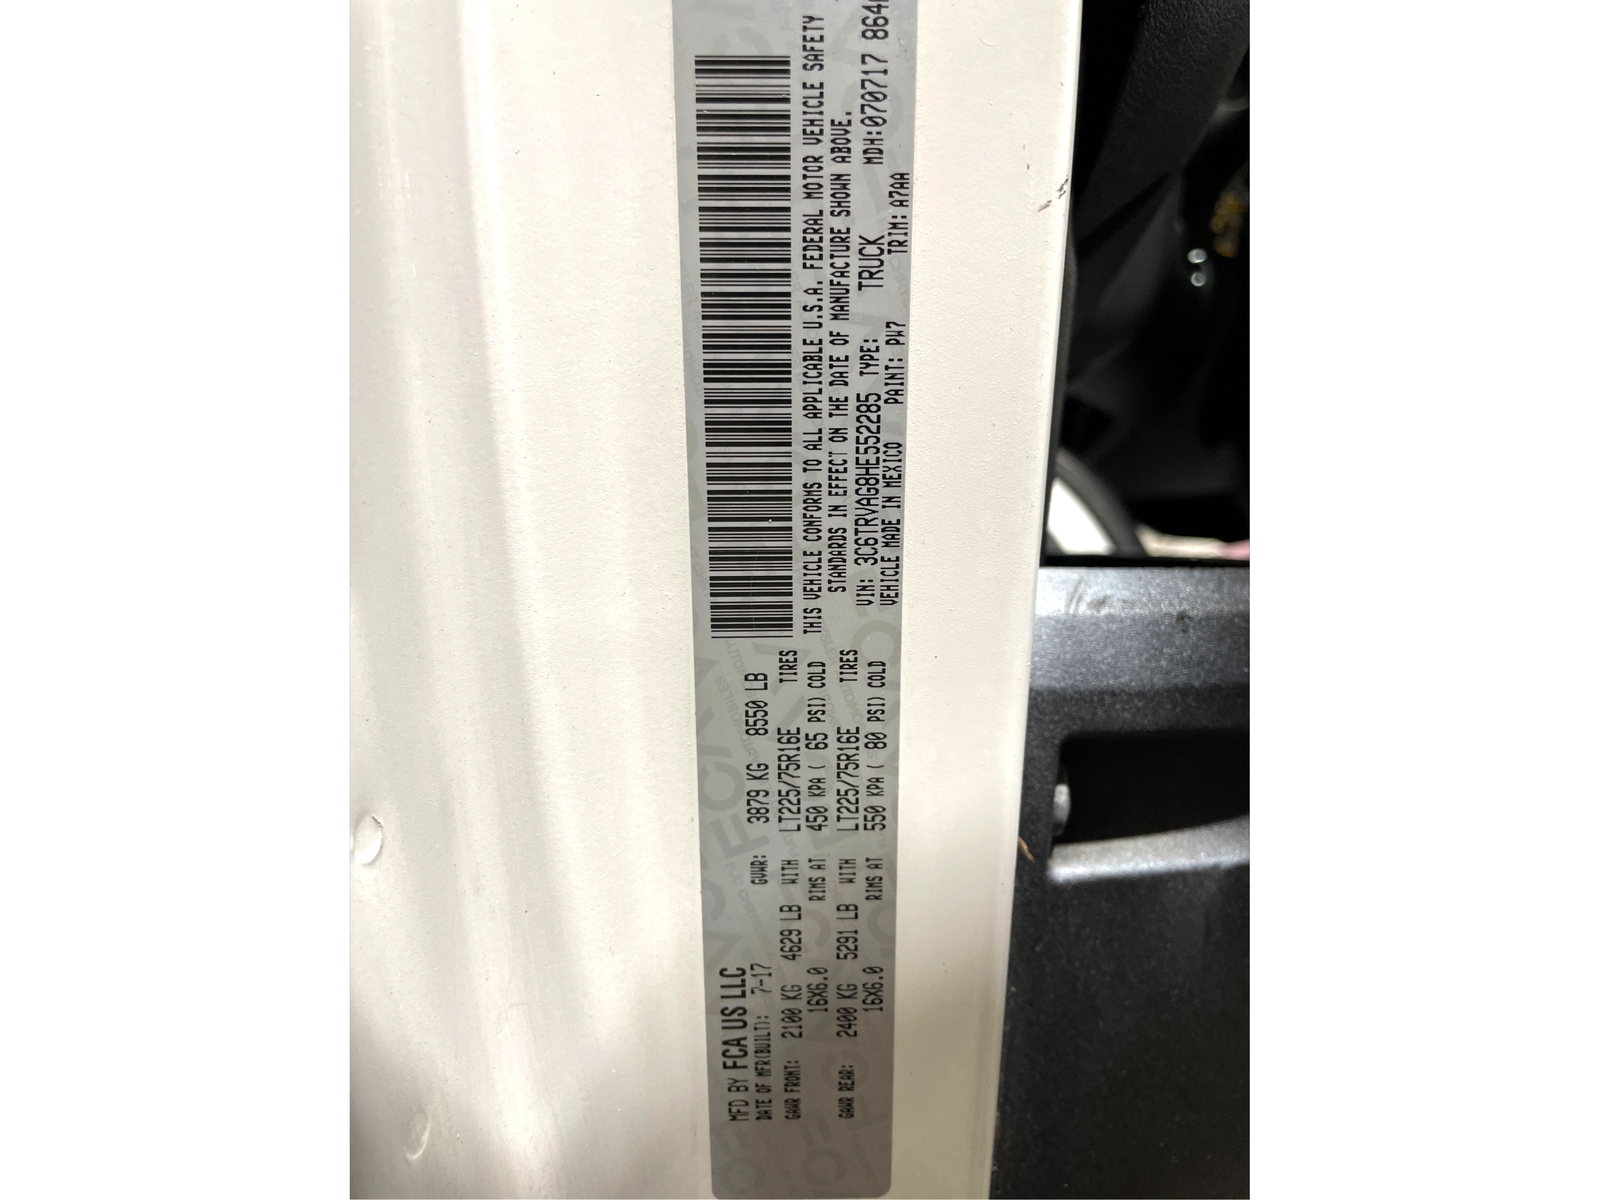 MFD BY FCA US LLC
DATE OF MFR(BUILT): 7-17 GVWR: 3879 KG 8550 LB
GAWR FRONT: 2100 KG 4629 LB WITH LT225/75R16E TIRES
16X6.0 RIMS AT 450 KPA ( 65 PSI) COLD
GAWR REAR: 2400 KG 5291 LB WITH LT225/75R16E TIRES
16X6.0 RIMS AT 550 KPA ( 80 PSI) COLD
THIS VEHICLE CONFORMS TO ALL APPLICABLE U.S.A. FEDERAL MOTOR VEHICLE SAFETY
STANDARDS IN EFFECT ON THE DATE OF MANUFACTURE SHOWN ABOVE.
VIN: 3C6TRVAG8HE552285 TYPE: TRUCK MDH:070717
VEHICLE MADE IN MEXICO PAINT: PW7 TRIM: A7AA